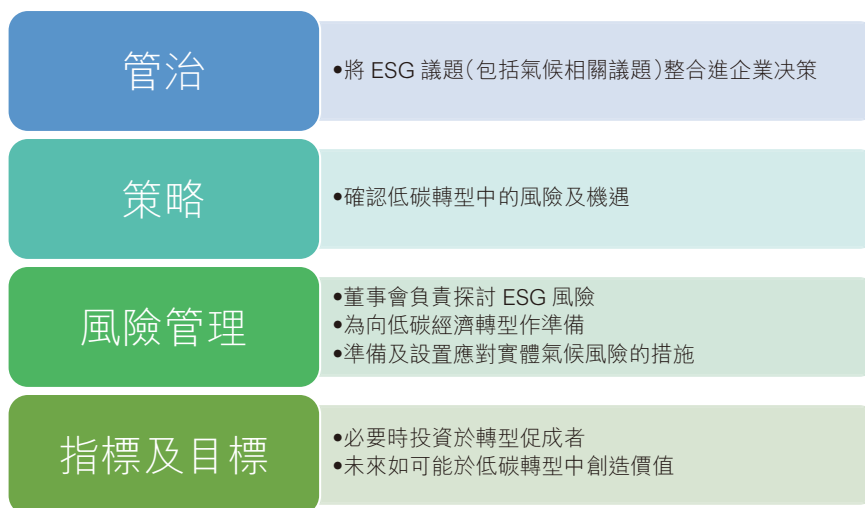 管治
•將 ESG 議題(包括氣候相關議題)整合進企業決策
策略
•確認低碳轉型中的風險及機遇
風險管理
•董事會負責探討 ESG 風險
•為向低碳經濟轉型作準備
•準備及設置應對實體氣候風險的措施
指標及目標
•必要時投資於轉型促成者
•未來如可能於低碳轉型中創造價值